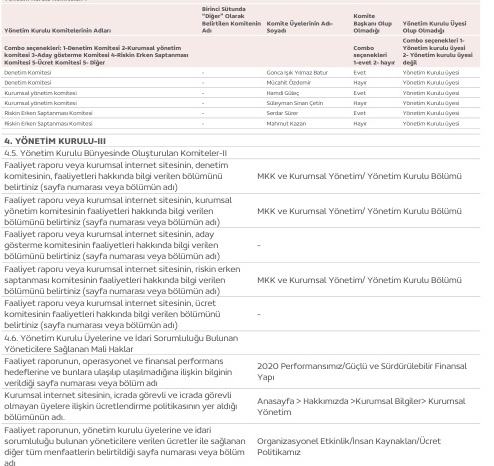 Birinci Sütunda
"Diğer" Olarak
Belirtilen Komitenin
Adı
Komite
Başkanı Olup
Olmadığı
Yönetim Kurulu Komitelerinin Adları
Komite Üyelerinin Adı-
Soyadı
Yönetim Kurulu Üyesi
Olup Olmadığı
Combo seçenekleri: 1-Denetim Komitesi 2-Kurumsal yönetim
komitesi 3-Aday gösterme Komitesi 4-Riskin Erken Saptanması
Komitesi 5-Ücret Komitesi 5- Diğer
Combo
seçenekleri
1-evet 2- hayır
Combo seçenekleri 1-
Yönetim kurulu üyesi
2- Yönetim kurulu üyesi
değil
Denetim Komitesi - Gonca Işık Yılmaz Batur Evet Yönetim Kurulu üyesi
Denetim Komitesi - Mücahit Özdemir Hayır Yönetim Kurulu üyesi
Kurumsal yönetim komitesi - Hamdi Güleç Evet Yönetim Kurulu üyesi
Kurumsal yönetim komitesi - Süleyman Sinan Çetin Hayır Yönetim Kurulu üyesi
Riskin Erken Saptanması Komitesi - Serdar Sürer Evet Yönetim Kurulu üyesi
Riskin Erken Saptanması Komitesi - Mahmut Kazan Hayır Yönetim Kurulu üyesi
4. YÖNETİM KURULU-III
4.5. Yönetim Kurulu Bünyesinde Oluşturulan Komiteler-II
Faaliyet raporu veya kurumsal internet sitesinin, denetim
komitesinin, faaliyetleri hakkında bilgi verilen bölümünü
belirtiniz (sayfa numarası veya bölümün adı)
MKK ve Kurumsal Yönetim/ Yönetim Kurulu Bölümü
Faaliyet raporu veya kurumsal internet sitesinin, kurumsal
yönetim komitesinin faaliyetleri hakkında bilgi verilen
bölümünü belirtiniz (sayfa numarası veya bölümün adı)
MKK ve Kurumsal Yönetim/ Yönetim Kurulu Bölümü
Faaliyet raporu veya kurumsal internet sitesinin, aday
gösterme komitesinin faaliyetleri hakkında bilgi verilen
bölümünü belirtiniz (sayfa numarası veya bölümün adı)
-
Faaliyet raporu veya kurumsal internet sitesinin, riskin erken
saptanması komitesinin faaliyetleri hakkında bilgi verilen
bölümünü belirtiniz (sayfa numarası veya bölümün adı)
MKK ve Kurumsal Yönetim/ Yönetim Kurulu Bölümü
Faaliyet raporu veya kurumsal internet sitesinin, ücret
komitesinin faaliyetleri hakkında bilgi verilen bölümünü
belirtiniz (sayfa numarası veya bölümün adı)
-
4.6. Yönetim Kurulu Üyelerine ve İdari Sorumluluğu Bulunan
Yöneticilere Sağlanan Mali Haklar
Faaliyet raporunun, operasyonel ve finansal performans
hedeflerine ve bunlara ulaşılıp ulaşılmadığına ilişkin bilginin
verildiği sayfa numarası veya bölüm adı
2020 Performansımız/Güçlü ve Sürdürülebilir Finansal
Yapı
Kurumsal internet sitesinin, icrada görevli ve icrada görevli
olmayan üyelere ilişkin ücretlendirme politikasının yer aldığı
bölümünün adı.
Anasayfa > Hakkımızda >Kurumsal Bilgiler> Kurumsal
Yönetim
Faaliyet raporunun, yönetim kurulu üyelerine ve idari
sorumluluğu bulunan yöneticilere verilen ücretler ile sağlanan
diğer tüm menfaatlerin belirtildiği sayfa numarası veya bölüm
adı
Organizasyonel Etkinlik/İnsan Kaynakları/Ücret
Politikamız